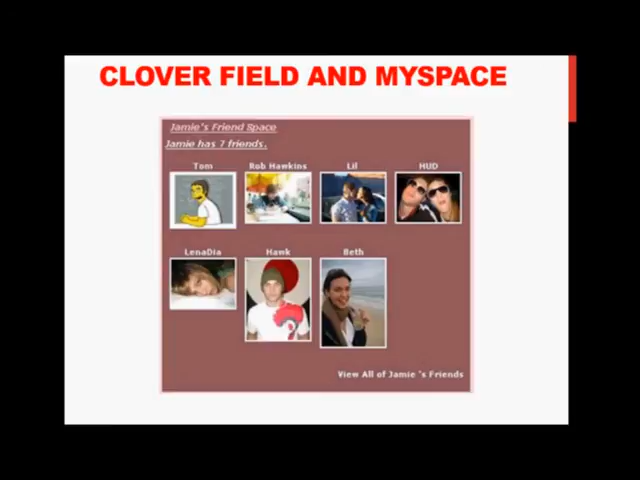 CLOVER FIELD AND MYSPACE
Jamie's Friend Space
Jamie has 7 friends.
Tom Rob Hawkins Lil HUD
LenaDia Hawk Beth
View All of Jamie 's Friends